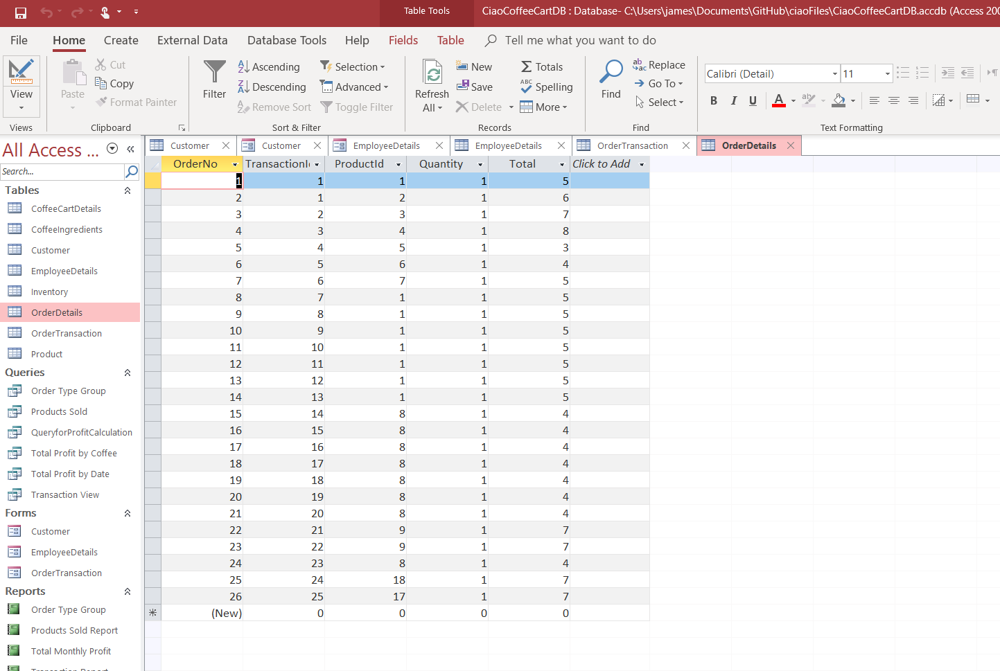 Table Tools
CiaoCoffeeCartDB : Database- C:\Users\james\Documents\GitHub\ciaoFiles\CiaoCoffeeCartDB.accdb (Access 200
File Home Create External Data Database Tools Help Fields Table Tell me what you want to do
View
Views
Paste
Cut
Copy
Format Painter
Clipboard
Filter
Ascending
Descending
Remove Sort
Selection
Advanced
Toggle Filter
Sort & Filter
Refresh
All
New
Save
Delete
Totals
Spelling
More
Records
Find
Replace
Go To
Select
Find
Calibri (Detail) 11
B I U A
Text Formatting
All Access ...
Search...
Tables
CoffeeCartDetails
CoffeeIngredients
Customer
EmployeeDetails
Inventory
OrderDetails
OrderTransaction
Product
Queries
Order Type Group
Products Sold
QueryforProfitCalculation
Total Profit by Coffee
Total Profit by Date
Transaction View
Forms
Customer
EmployeeDetails
OrderTransaction
Reports
Order Type Group
Products Sold Report
Total Monthly Profit
Transaction Report
Customer Customer EmployeeDetails EmployeeDetails OrderTransaction OrderDetails
OrderNo TransactionI ProductId Quantity Total Click to Add
1 1 1 1 5
2 1 2 1 6
3 2 3 1 7
4 3 4 1 8
5 4 5 1 3
6 5 6 1 4
7 6 7 1 5
8 7 1 1 5
9 8 1 1 5
10 9 1 1 5
11 10 1 1 5
12 11 1 1 5
13 12 1 1 5
14 13 1 1 5
15 14 8 1 4
16 15 8 1 4
17 16 8 1 4
18 17 8 1 4
19 18 8 1 4
20 19 8 1 4
21 20 8 1 4
22 21 9 1 7
23 22 9 1 7
24 23 8 1 4
25 24 18 1 7
26 25 17 1 7
(New) 0 0 0 0